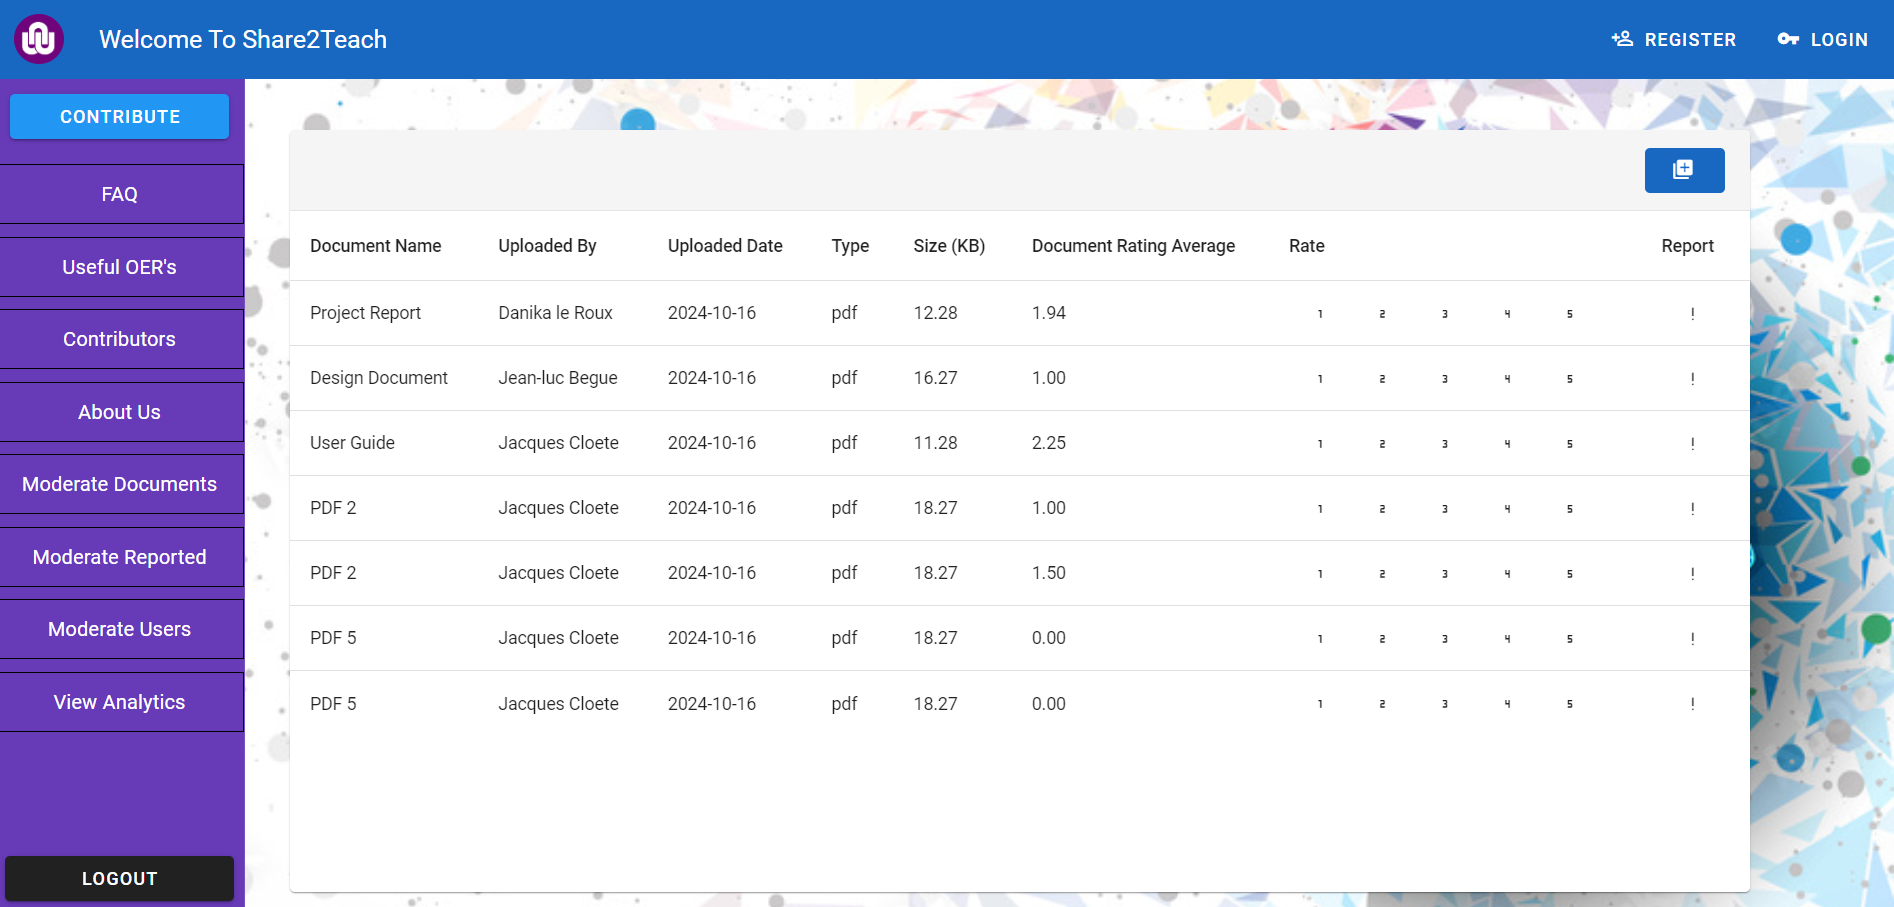 Welcome To Share2Teach
REGISTER
LOGIN
CONTRIBUTE
FAQ
Useful OER's
Contributors
About Us
Moderate Documents
Moderate Reported
Moderate Users
View Analytics
LOGOUT
Document Name Uploaded By Uploaded Date Type Size (KB) Document Rating Average Rate Report
Project Report Danika le Roux 2024-10-16 pdf 12.28 1.94 1 2 3 4 5 !
Design Document Jean-luc Begue 2024-10-16 pdf 16.27 1.00 1 2 3 4 5 !
User Guide Jacques Cloete 2024-10-16 pdf 11.28 2.25 1 2 3 4 5 !
PDF 2 Jacques Cloete 2024-10-16 pdf 18.27 1.00 1 2 3 4 5 !
PDF 2 Jacques Cloete 2024-10-16 pdf 18.27 1.50 1 2 3 4 5 !
PDF 5 Jacques Cloete 2024-10-16 pdf 18.27 0.00 1 2 3 4 5 !
PDF 5 Jacques Cloete 2024-10-16 pdf 18.27 0.00 1 2 3 4 5 !